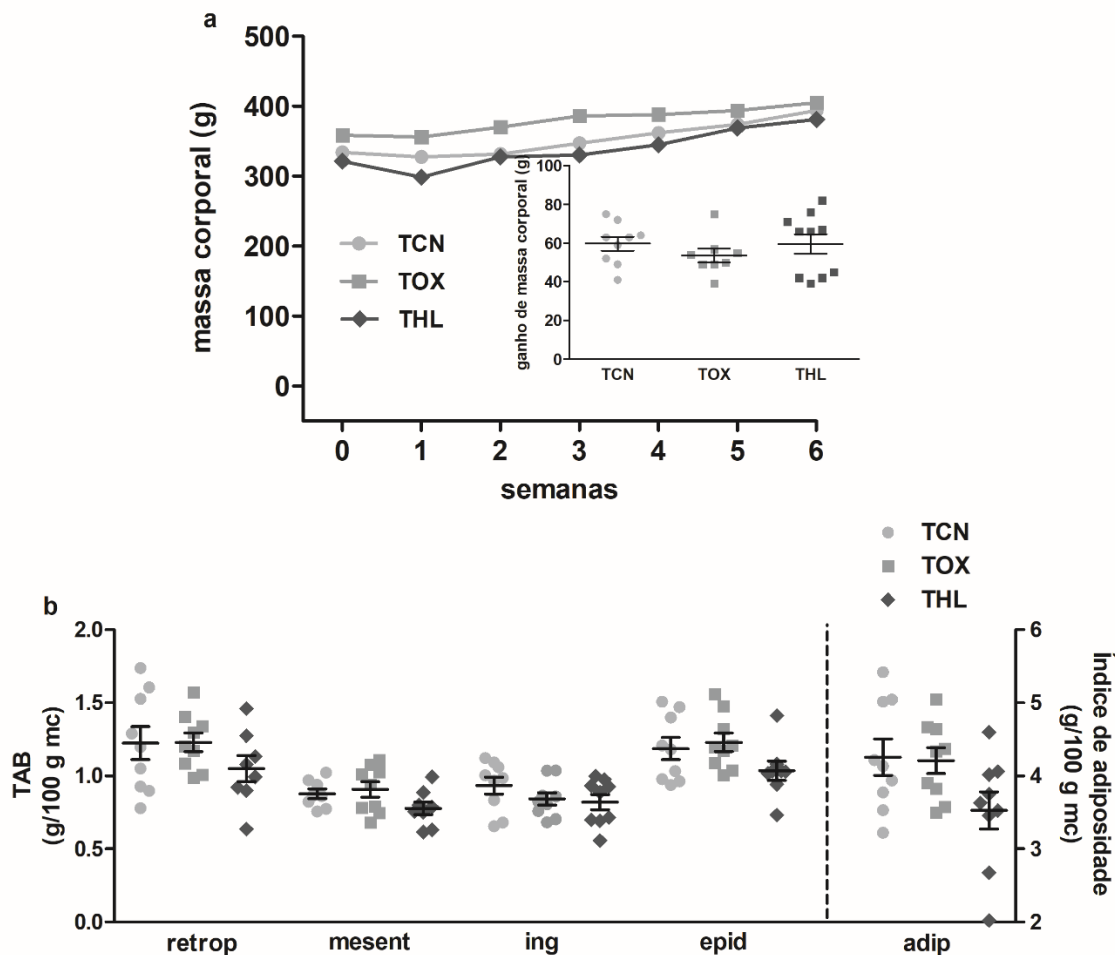 a
massa corporal (g)
500
400
300
200
100
0
TCN
TOX
THL
0 1 2 3 4 5 6
semanas
ganho de massa corporal (g)
100
80
60
40
20
0
TCN TOX THL
TCN
TOX
THL
b
TAB
(g/100 g mc)
2.0
1.5
1.0
0.5
0.0
retrop mesent ing epid adip
6
5
4
3
2
Índice de adiposidade
(g/100 g mc)